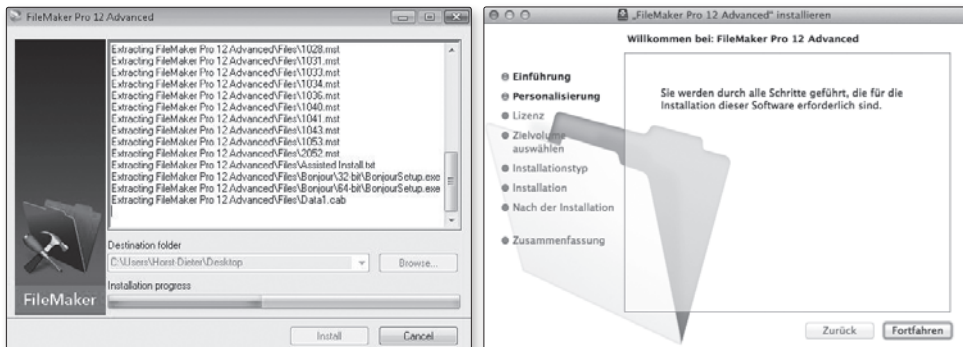 FileMaker Pro 12 Advanced
Extracting FileMaker Pro 12 Advanced\Files\1028.mst
Extracting FileMaker Pro 12 Advanced\Files\1031.mst
Extracting FileMaker Pro 12 Advanced\Files\1033.mst
Extracting FileMaker Pro 12 Advanced\Files\1034.mst
Extracting FileMaker Pro 12 Advanced\Files\1036.mst
Extracting FileMaker Pro 12 Advanced\Files\1040.mst
Extracting FileMaker Pro 12 Advanced\Files\1041.mst
Extracting FileMaker Pro 12 Advanced\Files\1043.mst
Extracting FileMaker Pro 12 Advanced\Files\1053.mst
Extracting FileMaker Pro 12 Advanced\Files\2052.mst
Extracting FileMaker Pro 12 Advanced\Files\Assisted Install.txt
Extracting FileMaker Pro 12 Advanced\Files\Bonjour\32-bit\BonjourSetup.exe
Extracting FileMaker Pro 12 Advanced\Files\Bonjour\64-bit\BonjourSetup.exe
Extracting FileMaker Pro 12 Advanced\Files\Data1.cab
Destination folder
C:\Users\Horst-Dieter\Desktop
Browse...
Installation progress
FileMaker
Install
Cancel
„FileMaker Pro 12 Advanced" installieren
Willkommen bei: FileMaker Pro 12 Advanced
Einführung
Personalisierung
Lizenz
Zielvolume
auswählen
Installationstyp
Installation
Nach der Installation
Zusammenfassung
Sie werden durch alle Schritte geführt, die für die
Installation dieser Software erforderlich sind.
Zurück
Fortfahren